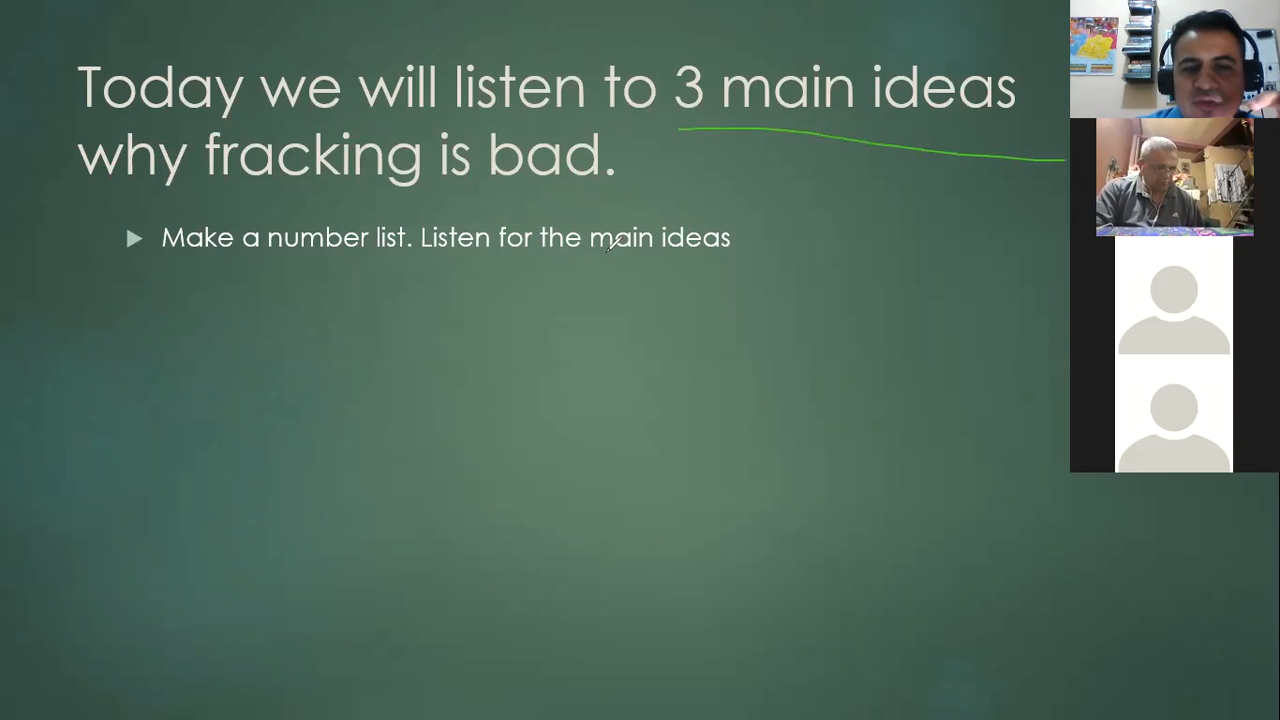 Today we will listen to 3 main ideas
why fracking is bad.
Make a number list. Listen for the main ideas